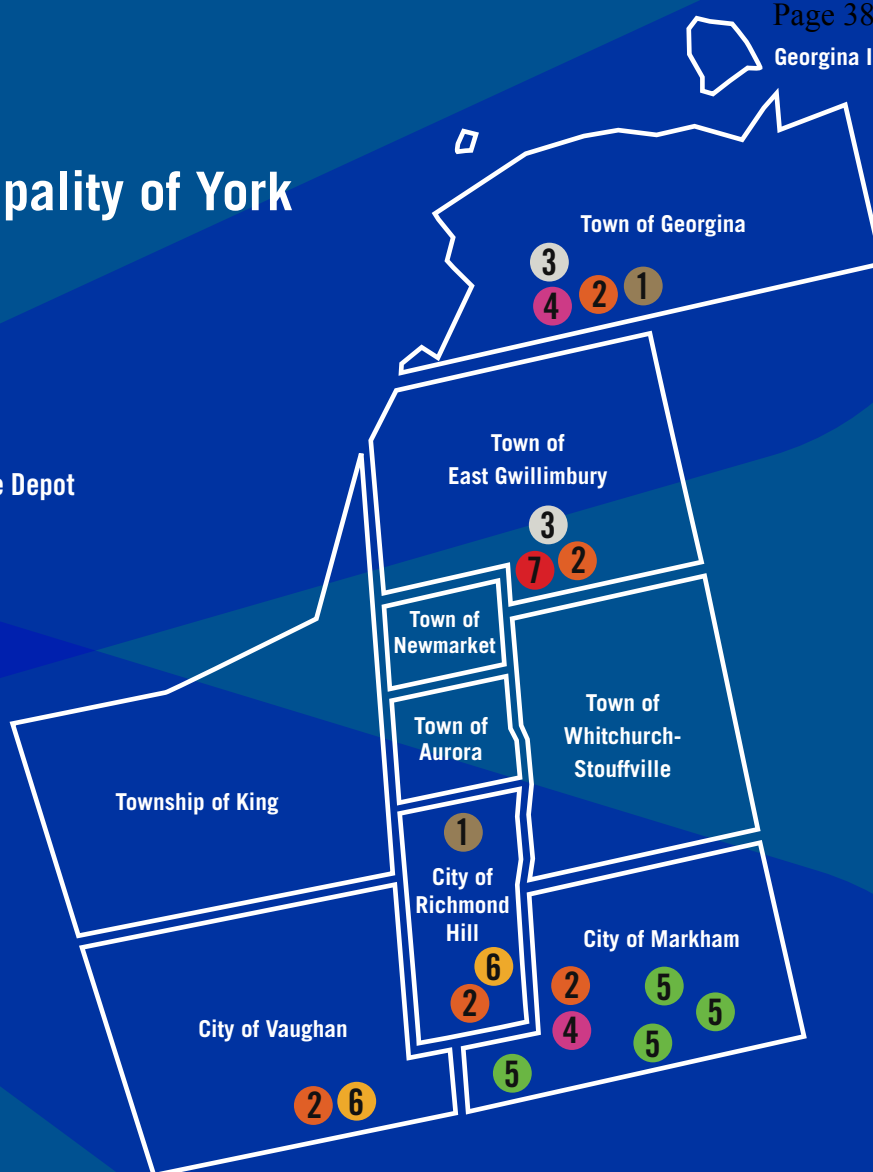 Page 38
Georgina I
pality of York
Town of Georgina
3
4 2 1
Town of
East Gwillimbury
e Depot
3
7 2
Town of
Newmarket
Town of
Aurora
Town of
Whitchurch-
Stouffville
Township of King
1
City of
Richmond
Hill
6
2
City of Markham
2 5
5
4
5
5
City of Vaughan
2 6